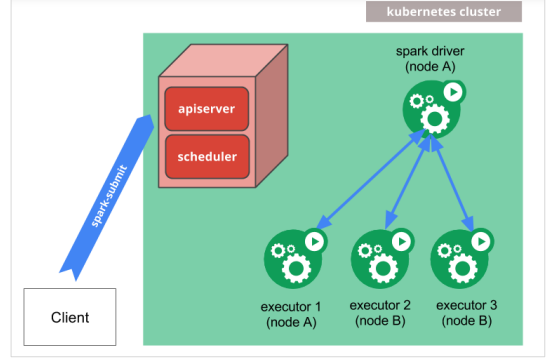 kubernetes cluster
spark driver
(node A)
apiserver
scheduler
spark-submit
Client
executor 1
(node A)
executor 2
(node B)
executor 3
(node B)